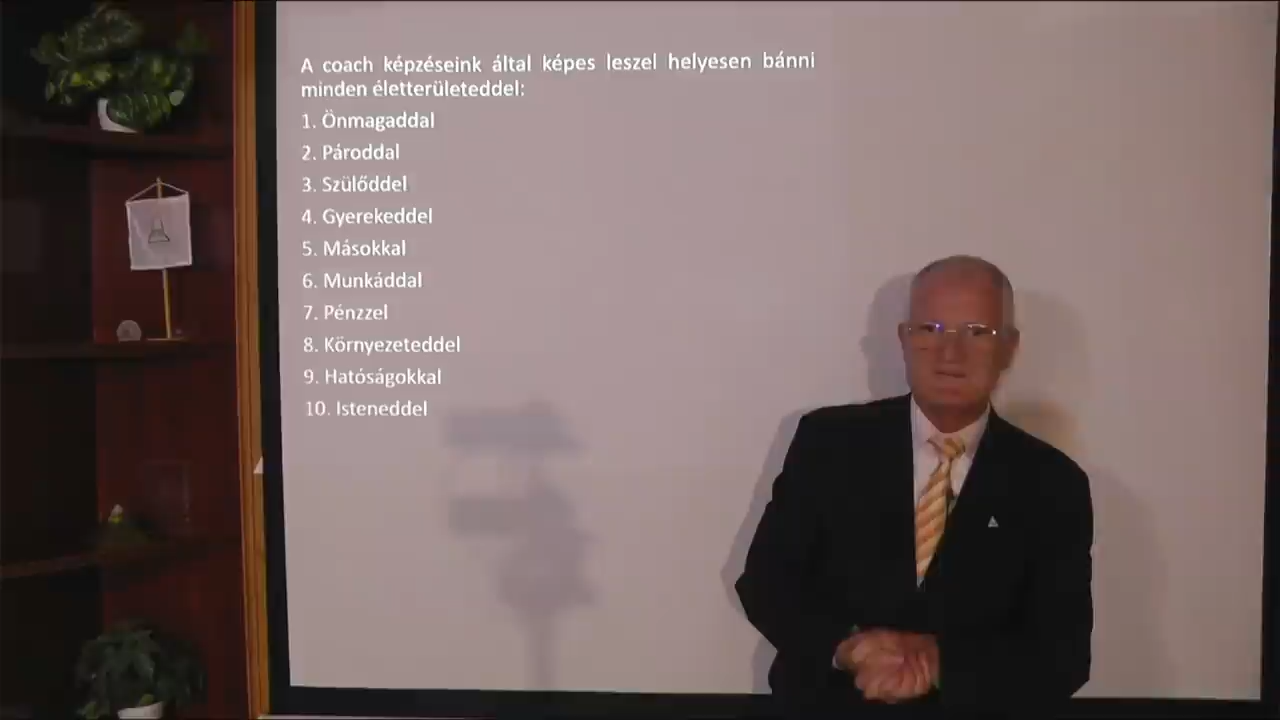 A coach képzéseink által képes leszel helyesen bánni
minden életterületeddel:
1. Önmagaddal
2. Pároddal
3. Szülőddel
4. Gyerekeddel
5. Másokkal
6. Munkáddal
7. Pénzzel
8. Környezeteddel
9. Hatóságokkal
10. Isteneddel